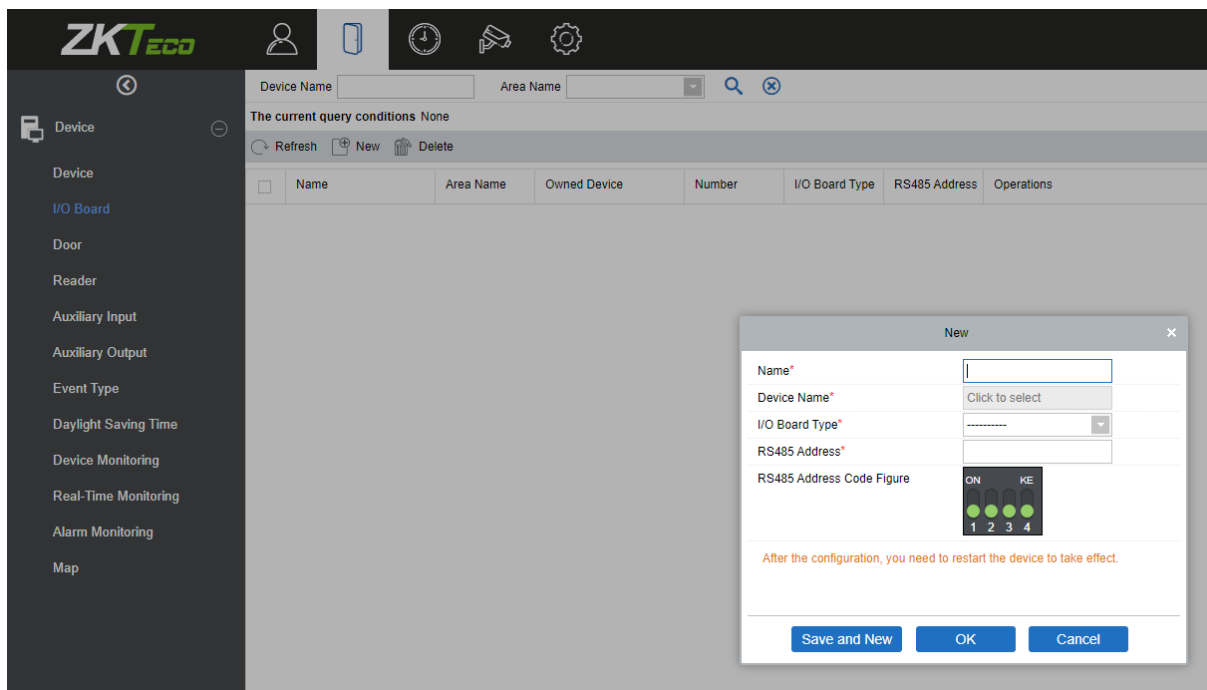 ZKTeco
Device Name Area Name
The current query conditions None
Refresh New Delete
Name Area Name Owned Device Number I/O Board Type RS485 Address Operations
Device
Device
I/O Board
Door
Reader
Auxiliary Input
Auxiliary Output
Event Type
Daylight Saving Time
Device Monitoring
Real-Time Monitoring
Alarm Monitoring
Map
New
Name*
Device Name* Click to select
I/O Board Type* ----------
RS485 Address*
RS485 Address Code Figure
ON KE
1 2 3 4
After the configuration, you need to restart the device to take effect.
Save and New OK Cancel